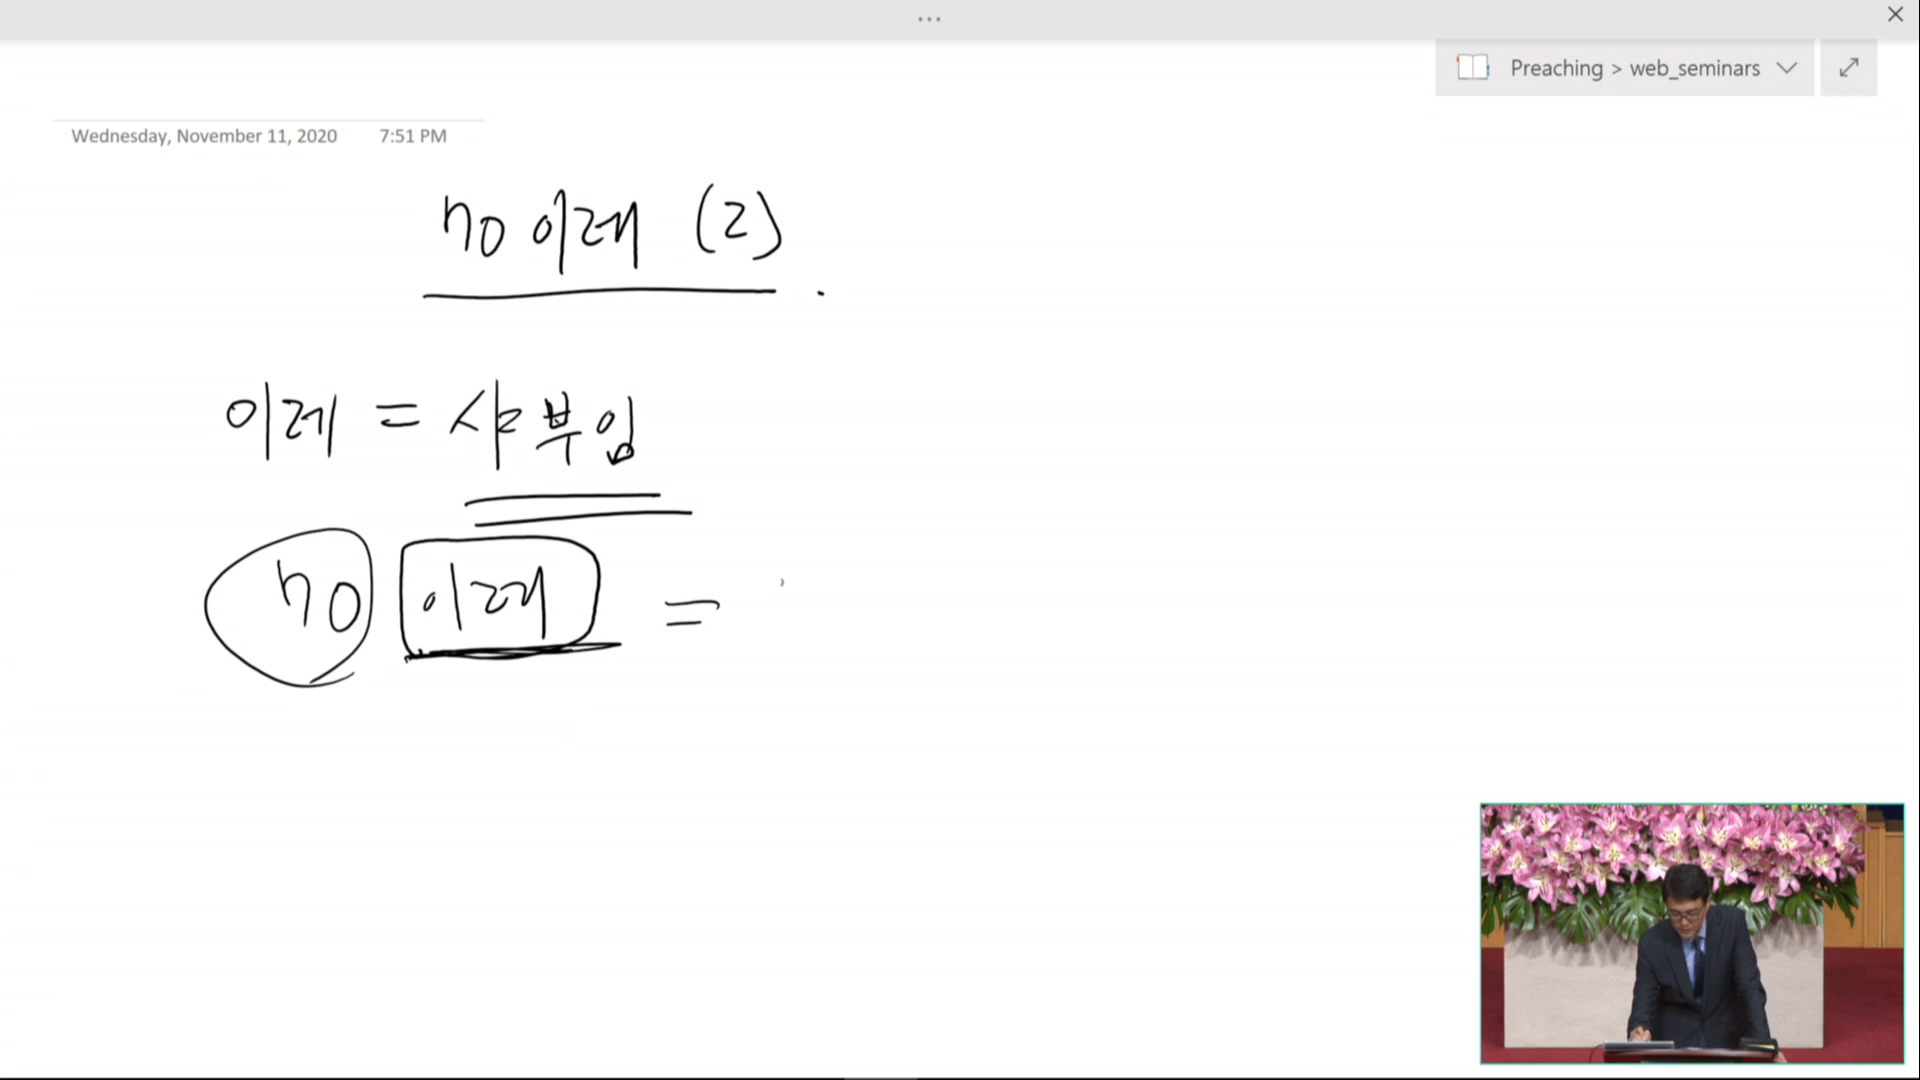 ...
Preaching > web_seminars
Wednesday, November 11, 2020 7:51 PM
70 이레 (2)
이레 = 샤부임
70 이레 =